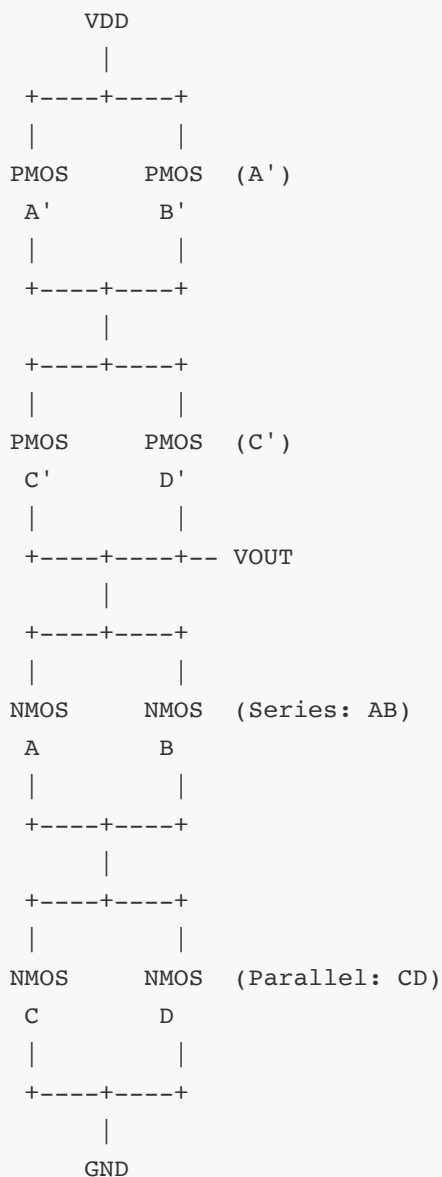 VDD
|
+----+----+
| |
PMOS PMOS (A')
A' B'
| |
+----+----+
|
+----+----+
| |
PMOS PMOS (C')
C' D'
| |
+----+----+-- VOUT
|
+----+----+
| |
NMOS NMOS (Series: AB)
A B
| |
+----+----+
|
+----+----+
| |
NMOS NMOS (Parallel: CD)
C D
| |
+----+----+
|
GND